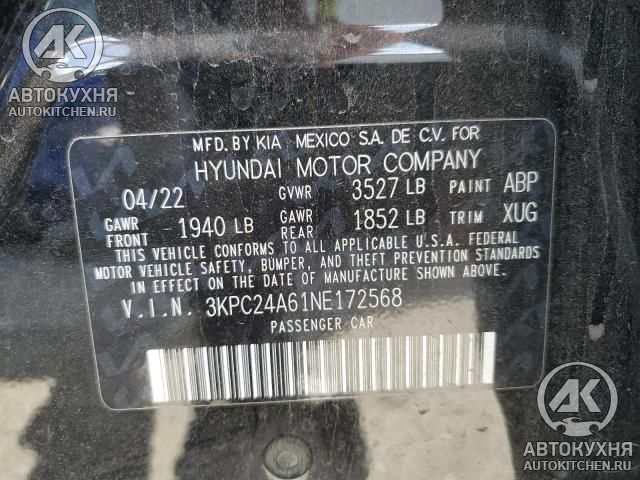 AK
АВТОКУХНЯ
AUTOKITCHEN.RU
MFD. BY KIA MEXICO S.A. DE C.V. FOR
HYUNDAI MOTOR COMPANY
04/22 GVWR 3527 LB PAINT ABP
GAWR FRONT 1940 LB GAWR REAR 1852 LB TRIM XUG
THIS VEHICLE CONFORMS TO ALL APPLICABLE U.S.A. FEDERAL
MOTOR VEHICLE SAFETY, BUMPER, AND THEFT PREVENTION STANDARDS
IN EFFECT ON THE DATE OF MANUFACTURE SHOWN ABOVE.
V.I.N. 3KPC24A61NE172568
PASSENGER CAR
AK
АВТОКУХНЯ
AUTOKITCHEN.RU